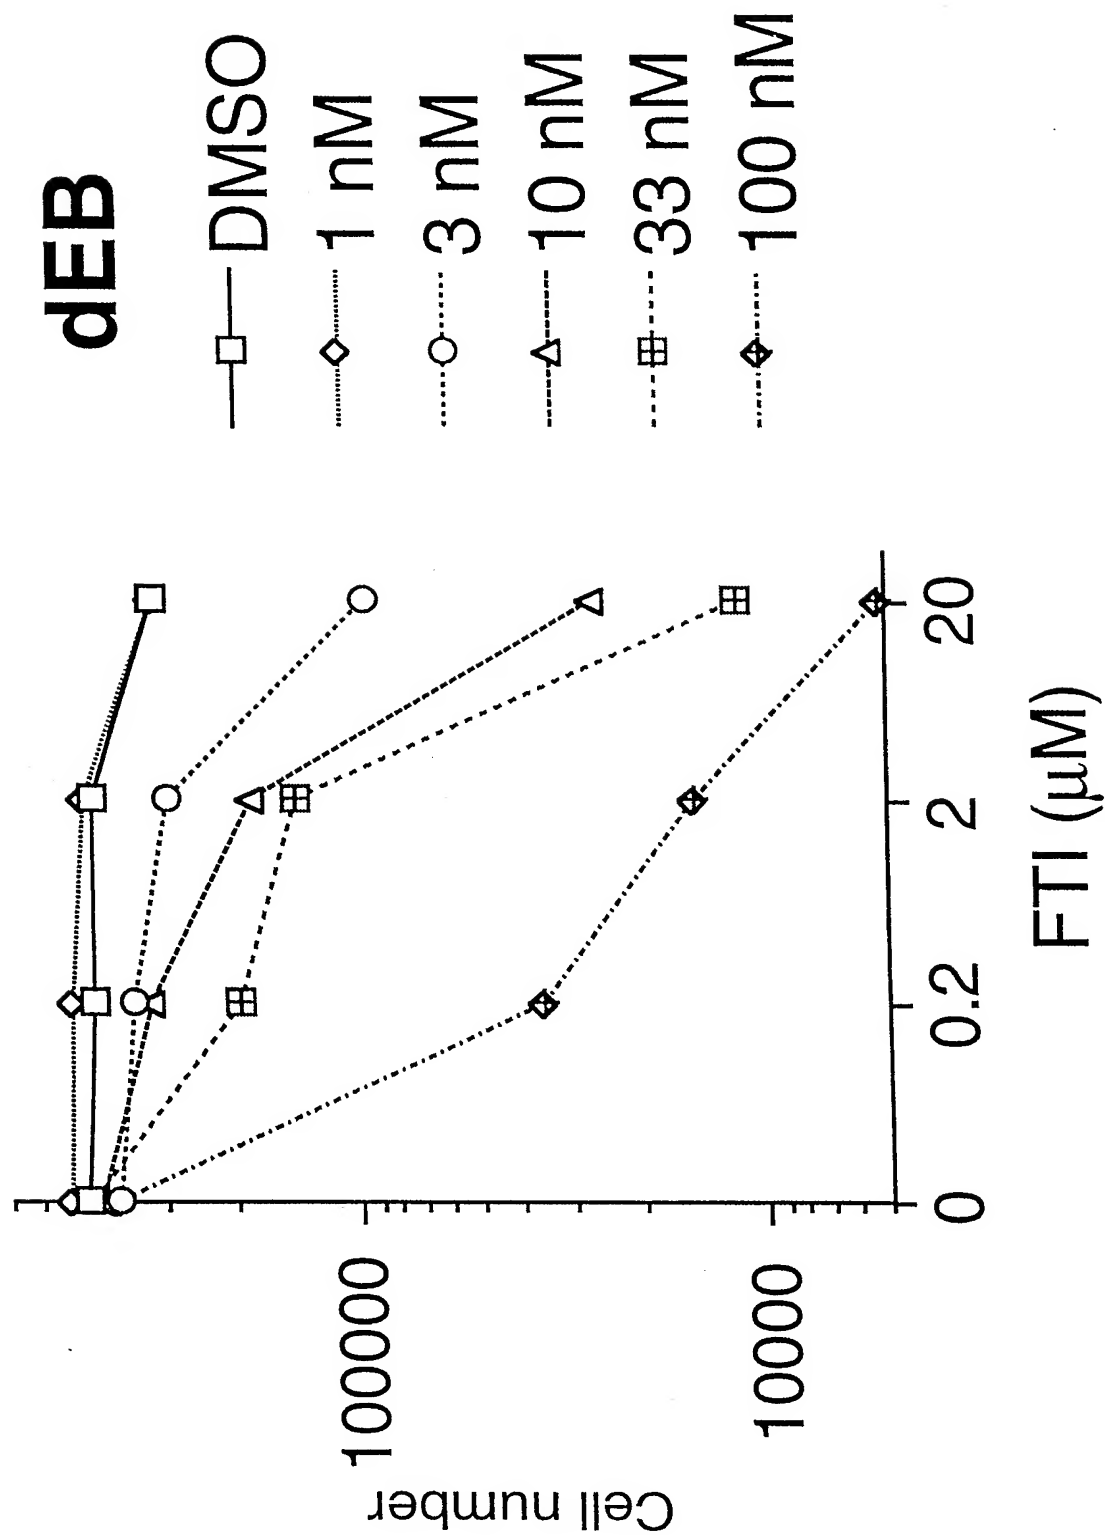 dEB
DMSO
1 nM
3 nM
10 nM
33 nM
100 nM
Cell number
100000
10000
0
0.2
2
20
FTI (μM)